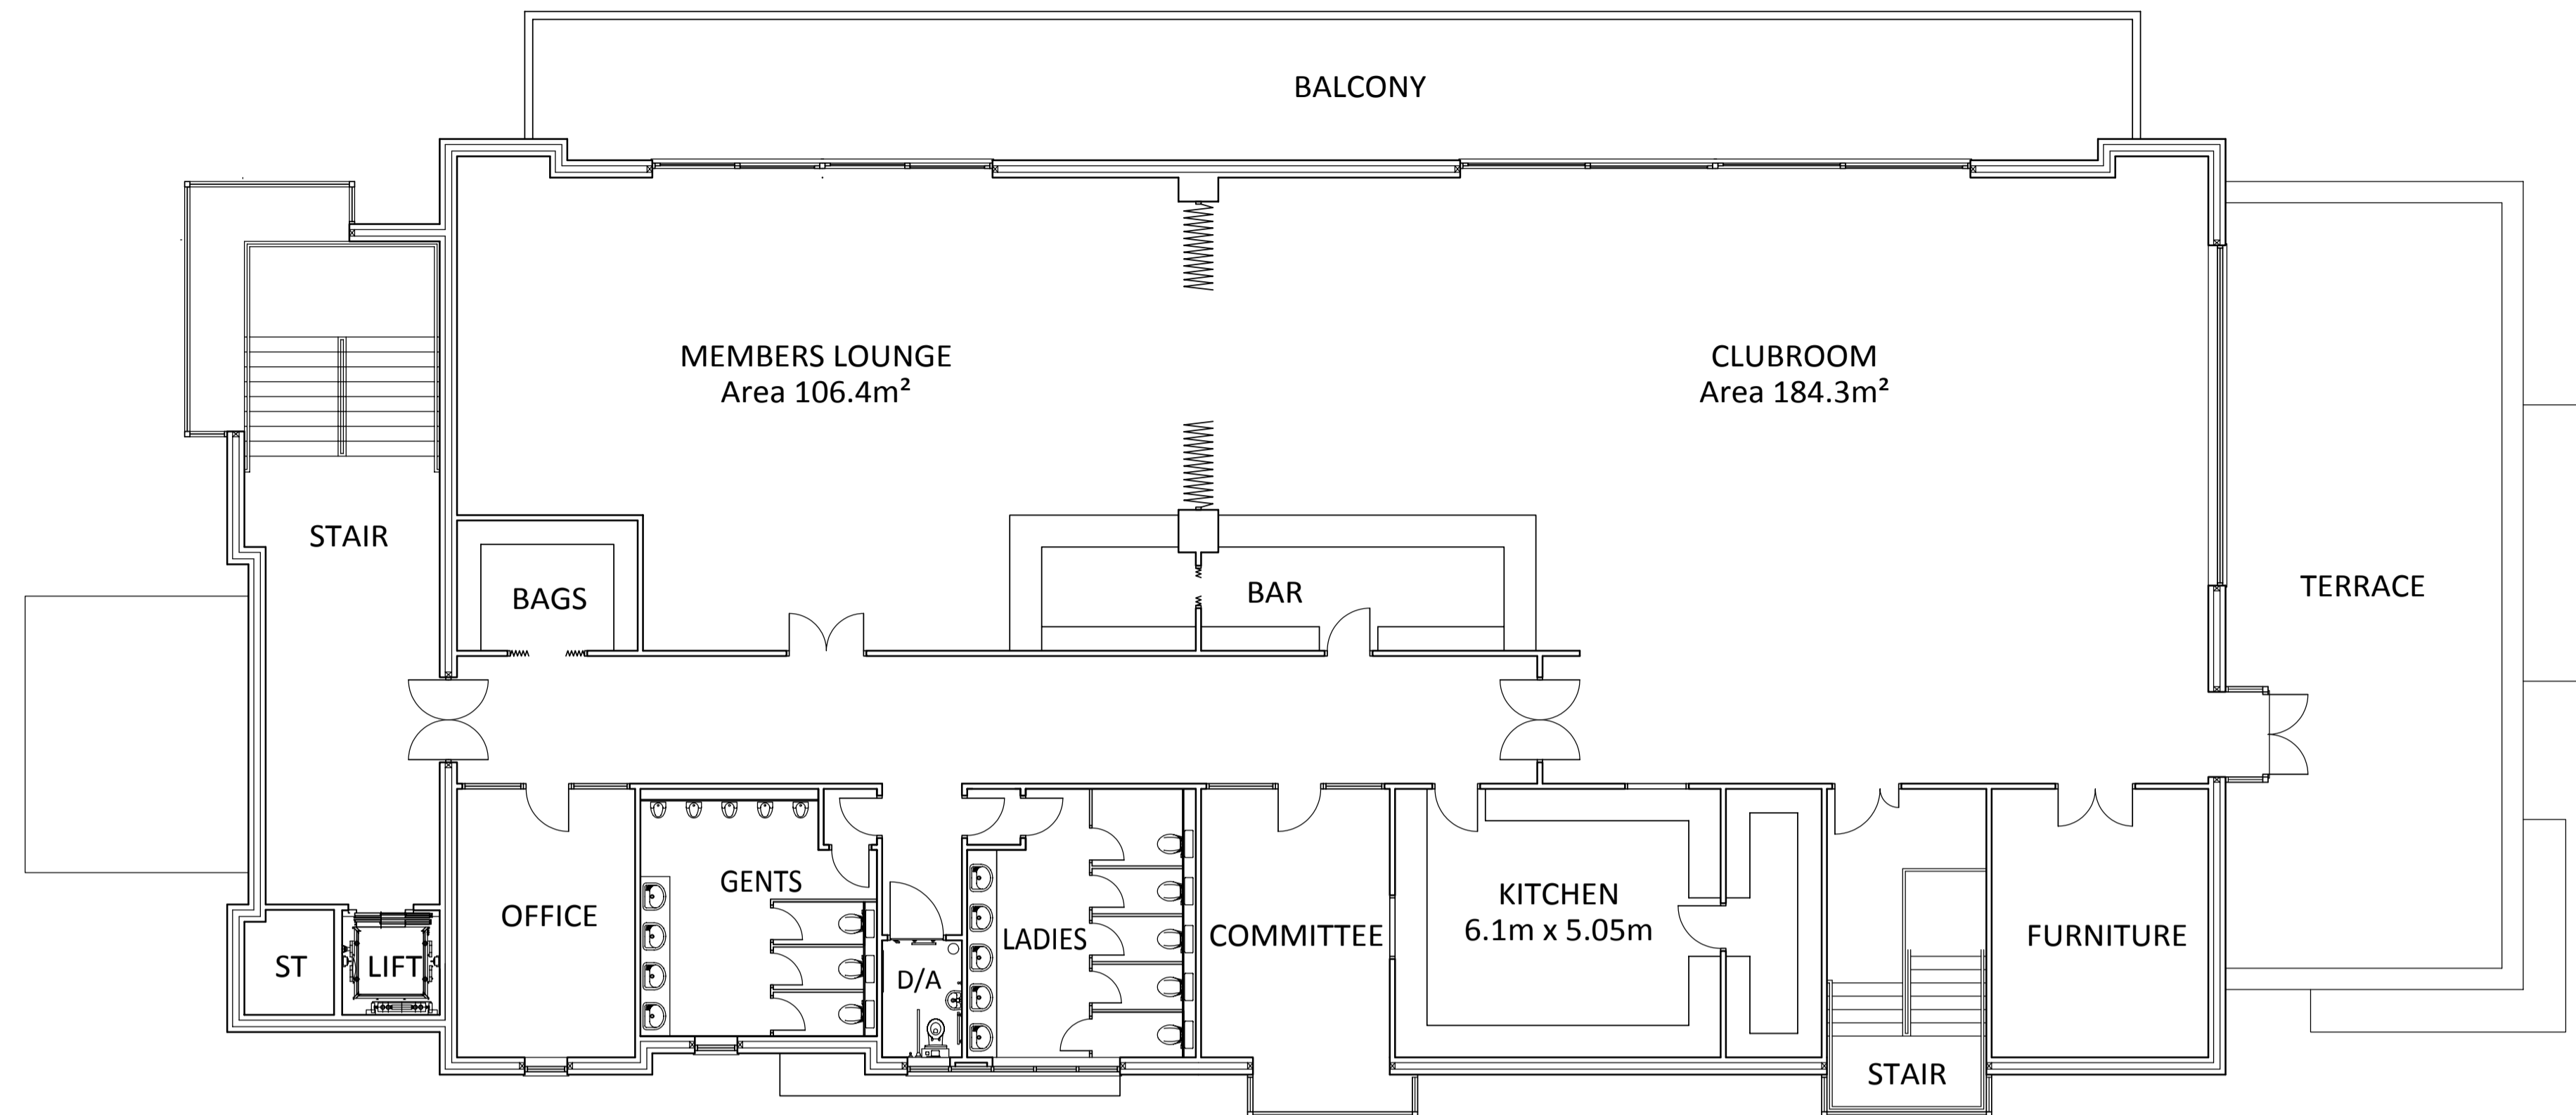 BALCONY
MEMBERS LOUNGE
Area 106.4m²
CLUBROOM
Area 184.3m²
STAIR
BAGS
BAR
TERRACE
OFFICE
GENTS
LADIES
COMMITTEE
KITCHEN
6.1m x 5.05m
FURNITURE
ST
LIFT
D/A
STAIR